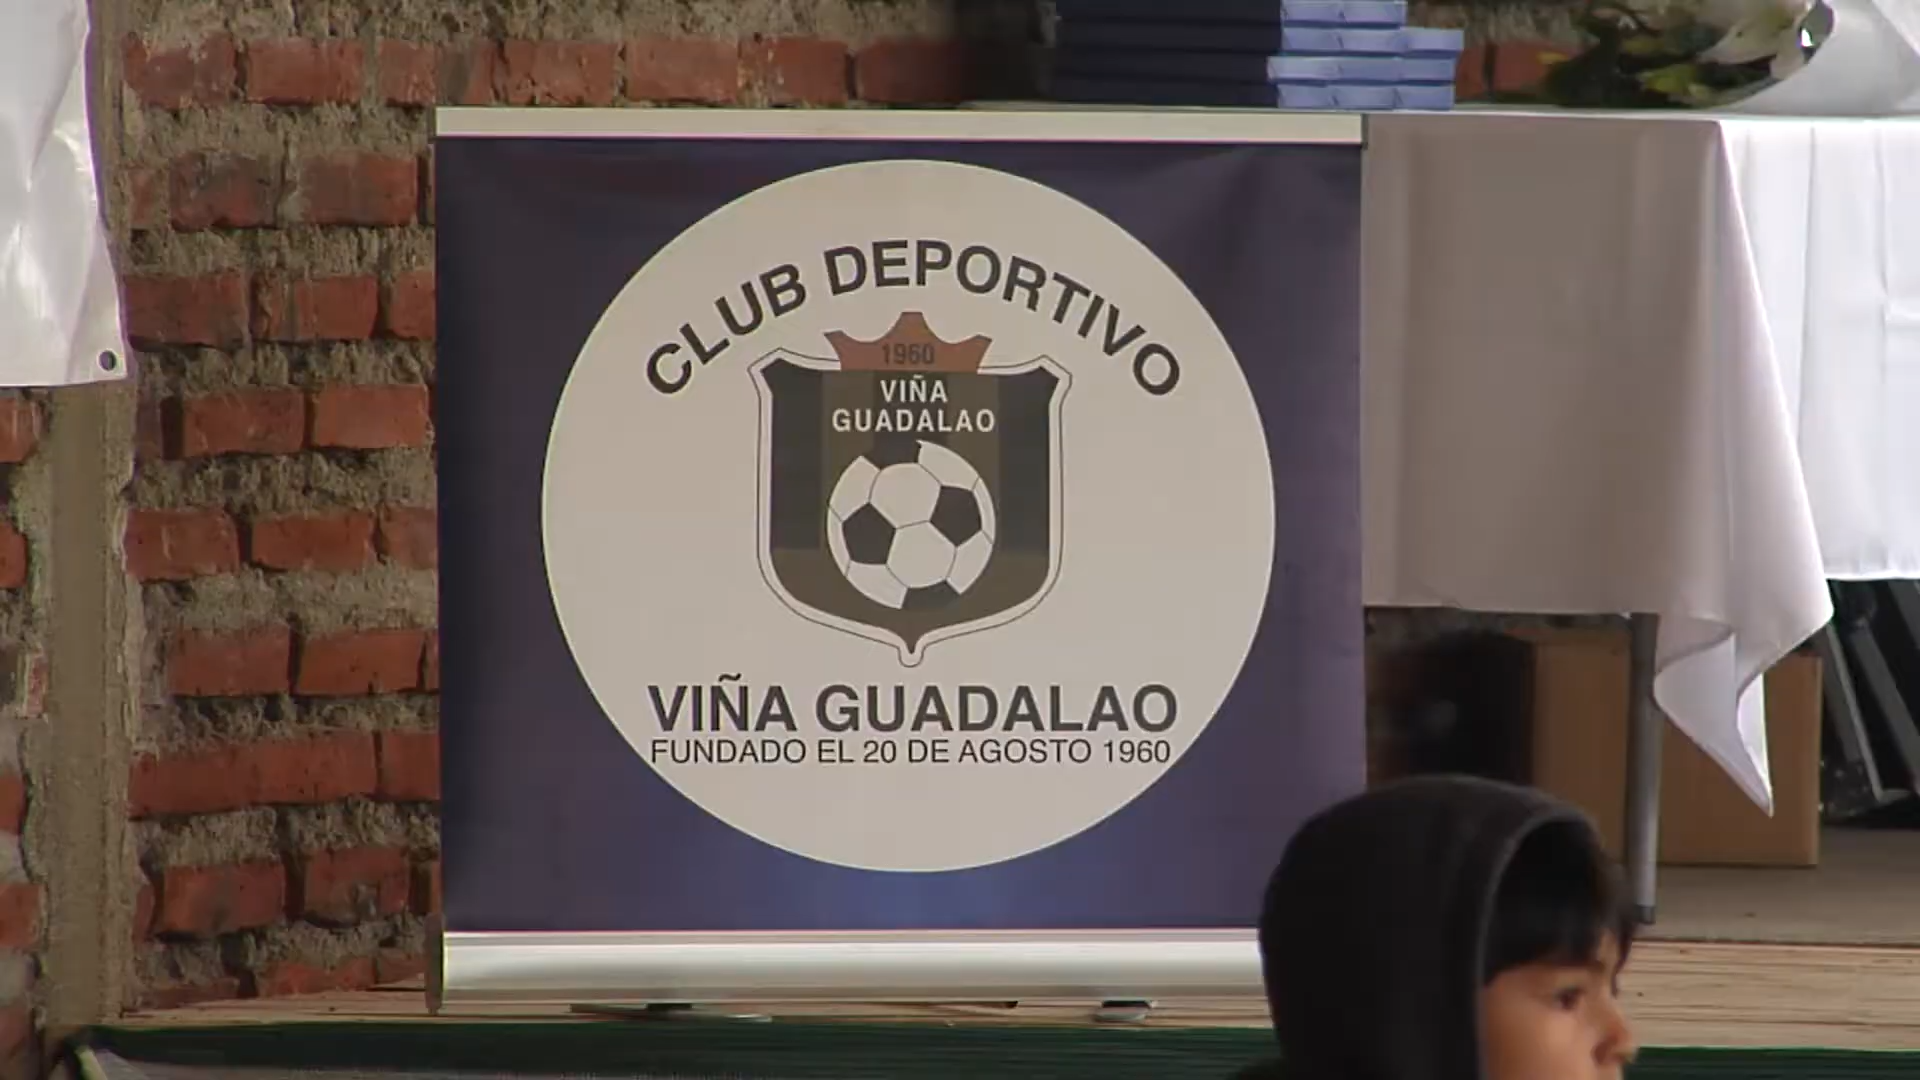 CLUB DEPORTIVO
1960
VIÑA
GUADALAO
VIÑA GUADALAO
FUNDADO EL 20 DE AGOSTO 1960